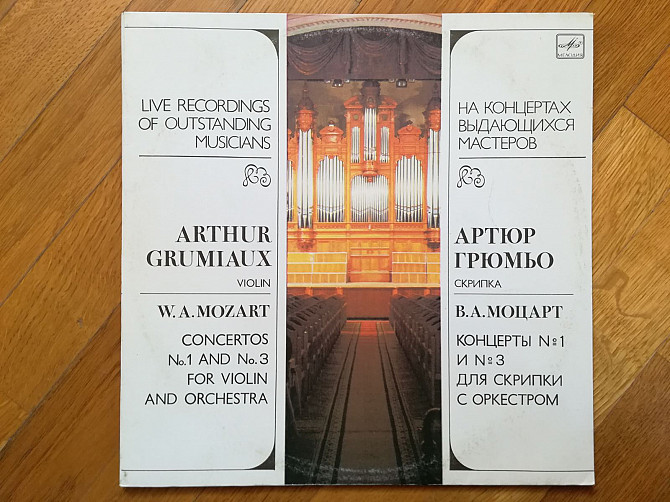 LIVE RECORDINGS
OF OUTSTANDING
MUSICIANS
ARTHUR
GRUMIAUX
VIOLIN
W. A. MOZART
CONCERTOS
No. 1 AND No. 3
FOR VIOLIN
AND ORCHESTRA
МЕЛОДИЯ
НА КОНЦЕРТАХ
ВЫДАЮЩИХСЯ
МАСТЕРОВ
АРТЮР
ГРЮМЬО
СКРИПКА
В. А. МОЦАРТ
КОНЦЕРТЫ №1
И №3
ДЛЯ СКРИПКИ
С ОРКЕСТРОМ